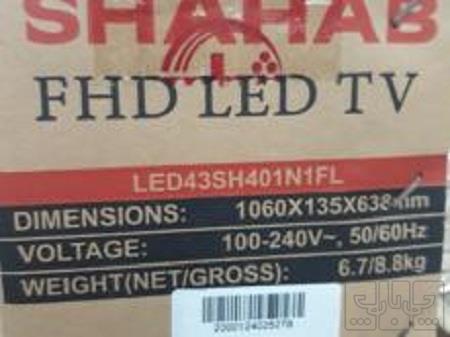 SHAHAB
FHD LED TV
LED43SH401N1FL
DIMENSIONS: 1060X135X638mm
VOLTAGE: 100-240V~, 50/60Hz
WEIGHT(NET/GROSS): 6.7/8.8kg